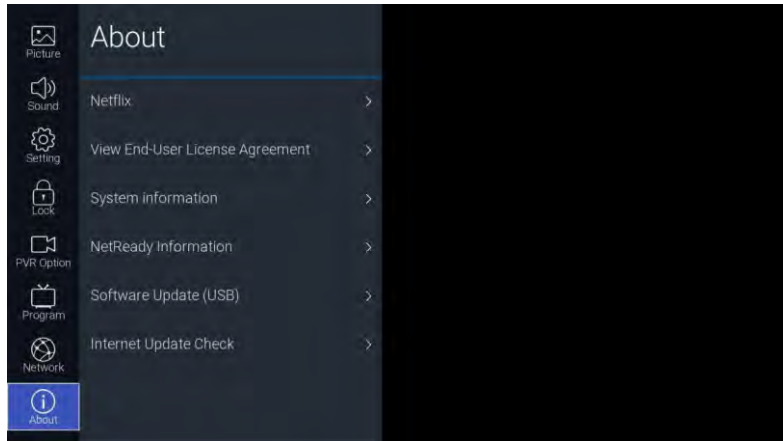 Picture
Sound
Setting
Lock
PVR Option
Program
Network
About
About
Netflix
View End-User License Agreement
System information
NetReady Information
Software Update (USB)
Internet Update Check